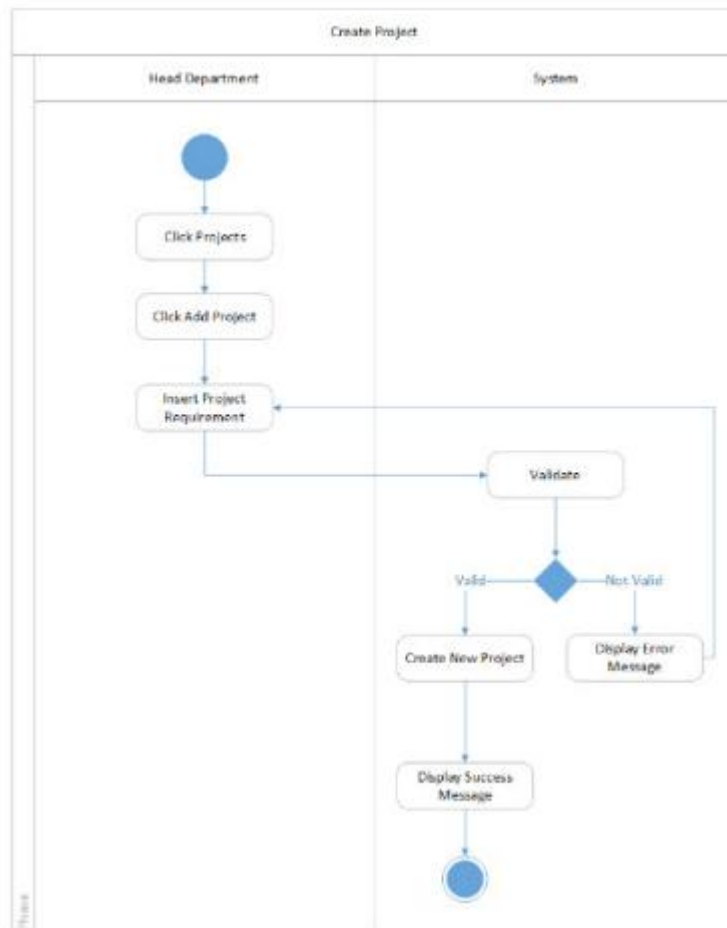 Create Project
Head Department
System
Click Projects
Click Add Project
Insert Project
Requirement
Validate
Valid
Not Valid
Create New Project
Display Error
Message
Display Success
Message
Phase